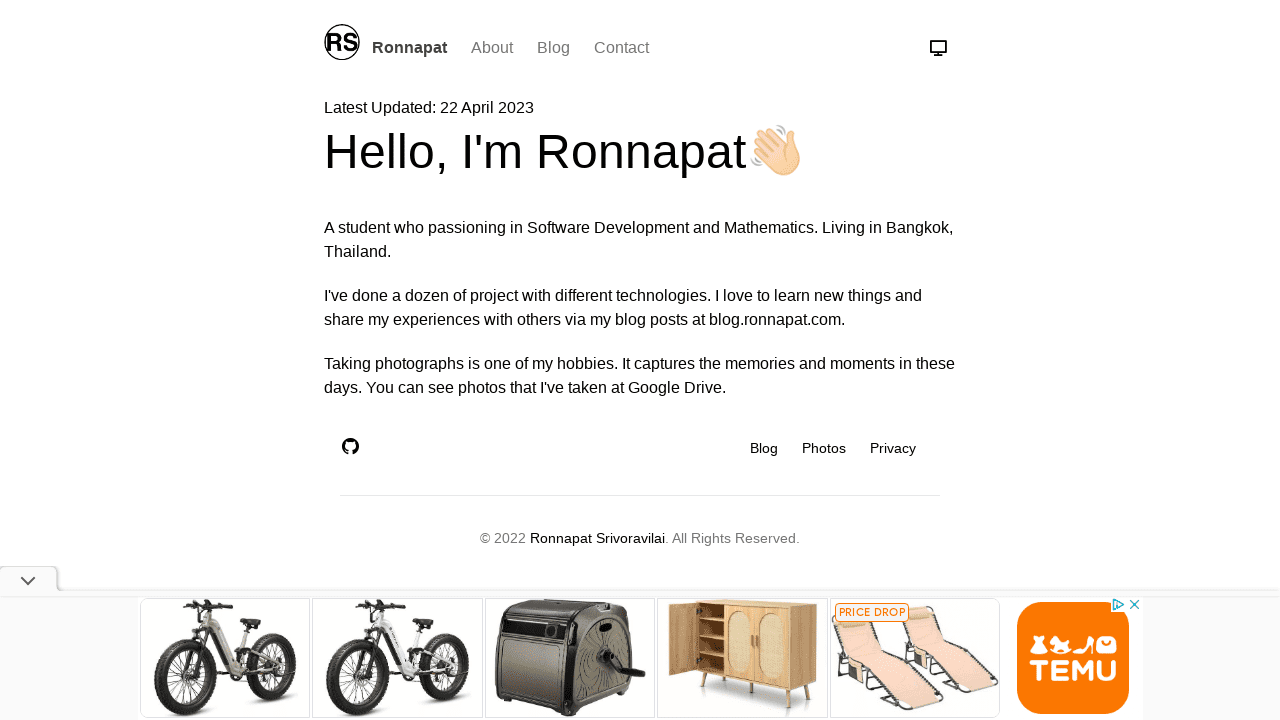 RS Ronnapat About Blog Contact
Latest Updated: 22 April 2023
Hello, I'm Ronnapat👋🏻
A student who passioning in Software Development and Mathematics. Living in Bangkok,
Thailand.
I've done a dozen of project with different technologies. I love to learn new things and
share my experiences with others via my blog posts at blog.ronnapat.com.
Taking photographs is one of my hobbies. It captures the memories and moments in these
days. You can see photos that I've taken at Google Drive.
Blog Photos Privacy
© 2022 Ronnapat Srivoravilai. All Rights Reserved.
PRICE DROP
TEMU